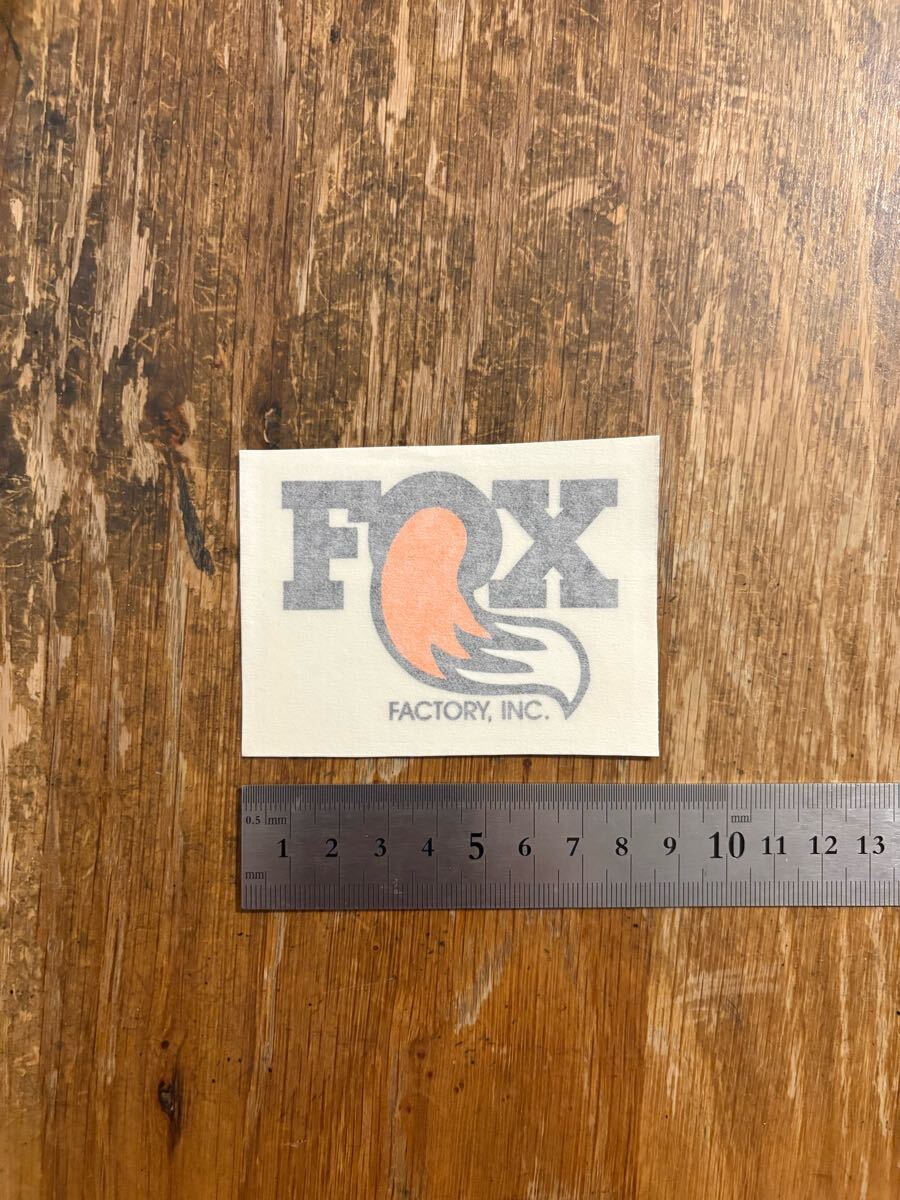 FOX
FACTORY, INC.
0.5 mm mm
1 2 3 4 5 6 7 8 9 10 11 12 13
mm